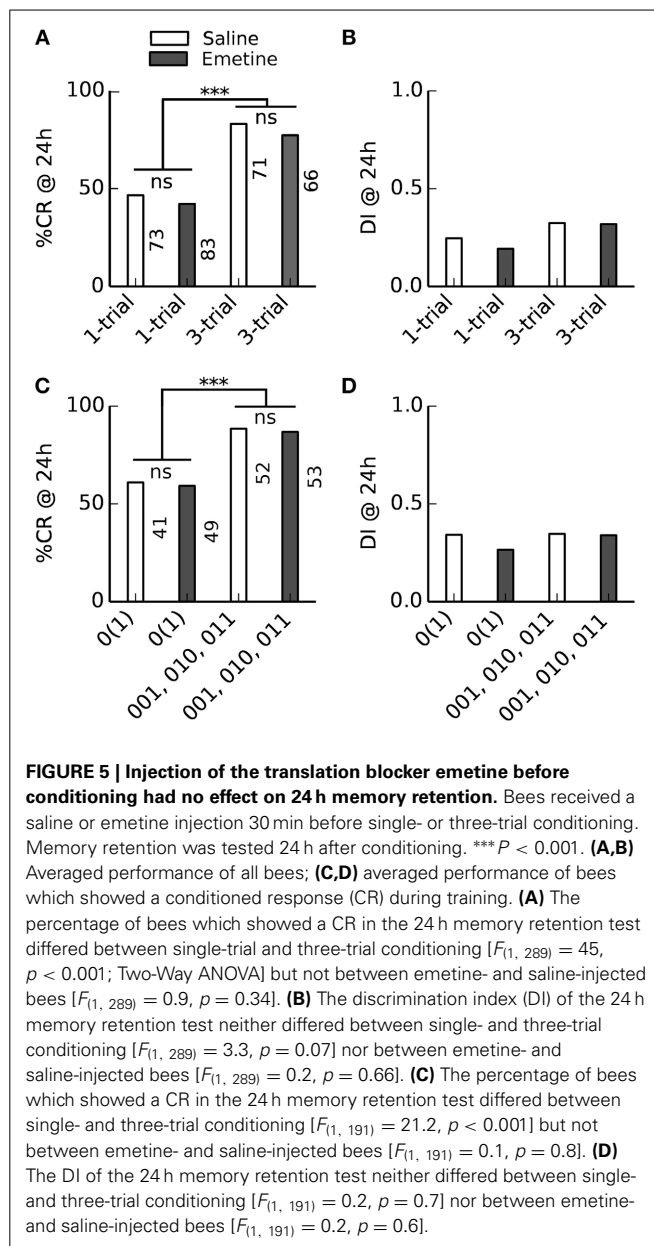 A
Saline
Emetine
B
100
50
0
%CR @ 24h
***
ns
ns
73
83
71
66
1-trial
1-trial
3-trial
3-trial
1.0
0.5
0.0
DI @ 24h
1-trial
1-trial
3-trial
3-trial
C
100
50
0
%CR @ 24h
***
ns
ns
41
49
52
53
0(1)
0(1)
001, 010, 011
001, 010, 011
D
1.0
0.5
0.0
DI @ 24h
0(1)
0(1)
001, 010, 011
001, 010, 011
FIGURE 5 | Injection of the translation blocker emetine before
conditioning had no effect on 24 h memory retention. Bees received a
saline or emetine injection 30 min before single- or three-trial conditioning.
Memory retention was tested 24 h after conditioning. ***P < 0.001. (A,B)
Averaged performance of all bees; (C,D) averaged performance of bees
which showed a conditioned response (CR) during training. (A) The
percentage of bees which showed a CR in the 24 h memory retention test
differed between single-trial and three-trial conditioning [F(1, 289) = 45,
p < 0.001; Two-Way ANOVA] but not between emetine- and saline-injected
bees [F(1, 289) = 0.9, p = 0.34]. (B) The discrimination index (DI) of the 24 h
memory retention test neither differed between single- and three-trial
conditioning [F(1, 289) = 3.3, p = 0.07] nor between emetine- and
saline-injected bees [F(1, 289) = 0.2, p = 0.66]. (C) The percentage of bees
which showed a CR in the 24 h memory retention test differed between
single- and three-trial conditioning [F(1, 191) = 21.2, p < 0.001] but not
between emetine- and saline-injected bees [F(1, 191) = 0.1, p = 0.8]. (D)
The DI of the 24 h memory retention test neither differed between single-
and three-trial conditioning [F(1, 191) = 0.2, p = 0.7] nor between emetine-
and saline-injected bees [F(1, 191) = 0.2, p = 0.6].